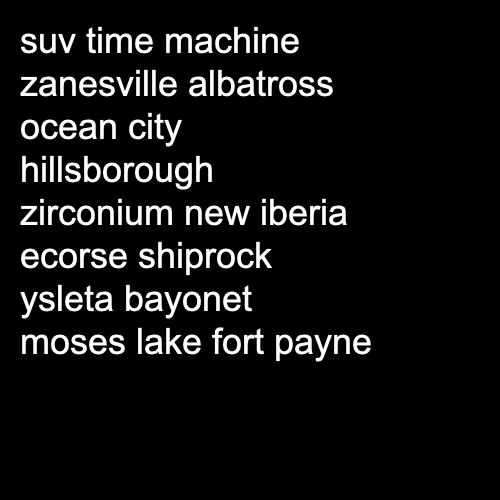 suv time machine
zanesville albatross
ocean city
hillsborough
zirconium new iberia
ecorse shiprock
ysleta bayonet
moses lake fort payne